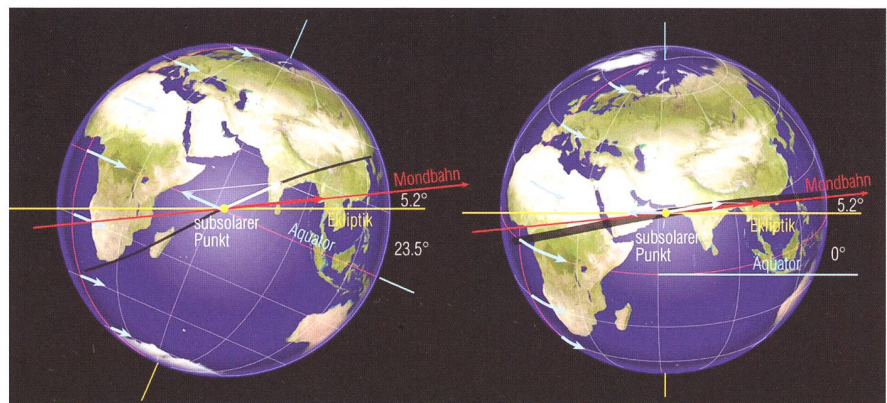 Mondbahn
5.2°
Ekliptik
subsolarer
Punkt
Äquator
23.5°
Mondbahn
5.2°
Ekliptik
subsolarer
Punkt
Äquator
0°